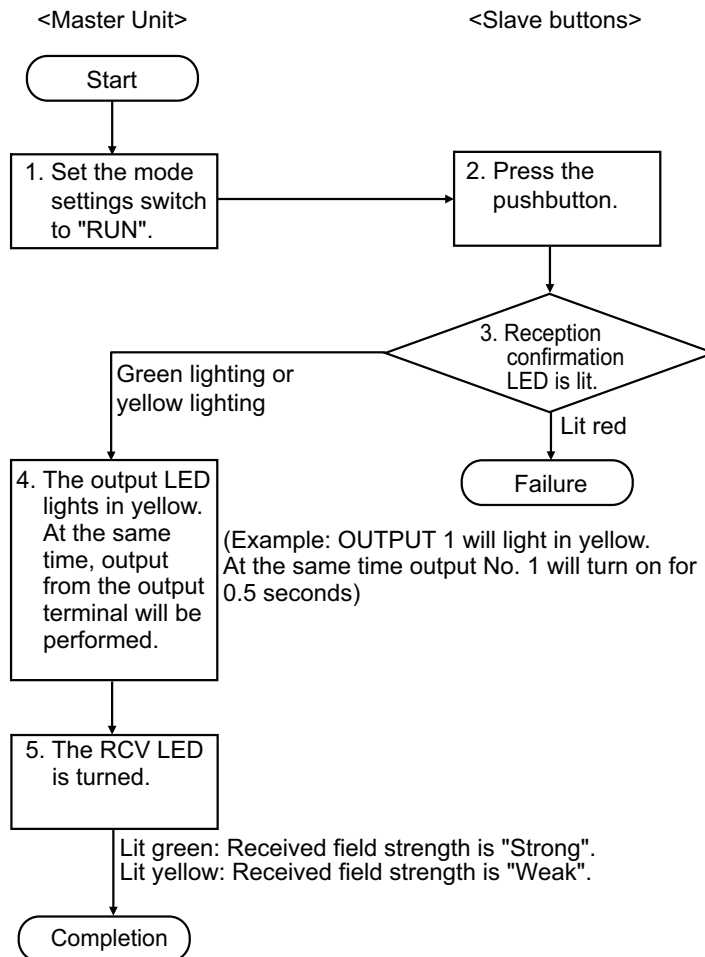 <Master Unit>
<Slave buttons>
Start
1. Set the mode
settings switch
to "RUN".
2. Press the
pushbutton.
3. Reception
confirmation
LED is lit.
Green lighting or
yellow lighting
Lit red
Failure
4. The output LED
lights in yellow.
At the same
time, output
from the output
terminal will be
performed.
(Example: OUTPUT 1 will light in yellow.
At the same time output No. 1 will turn on for
0.5 seconds)
5. The RCV LED
is turned.
Lit green: Received field strength is "Strong".
Lit yellow: Received field strength is "Weak".
Completion